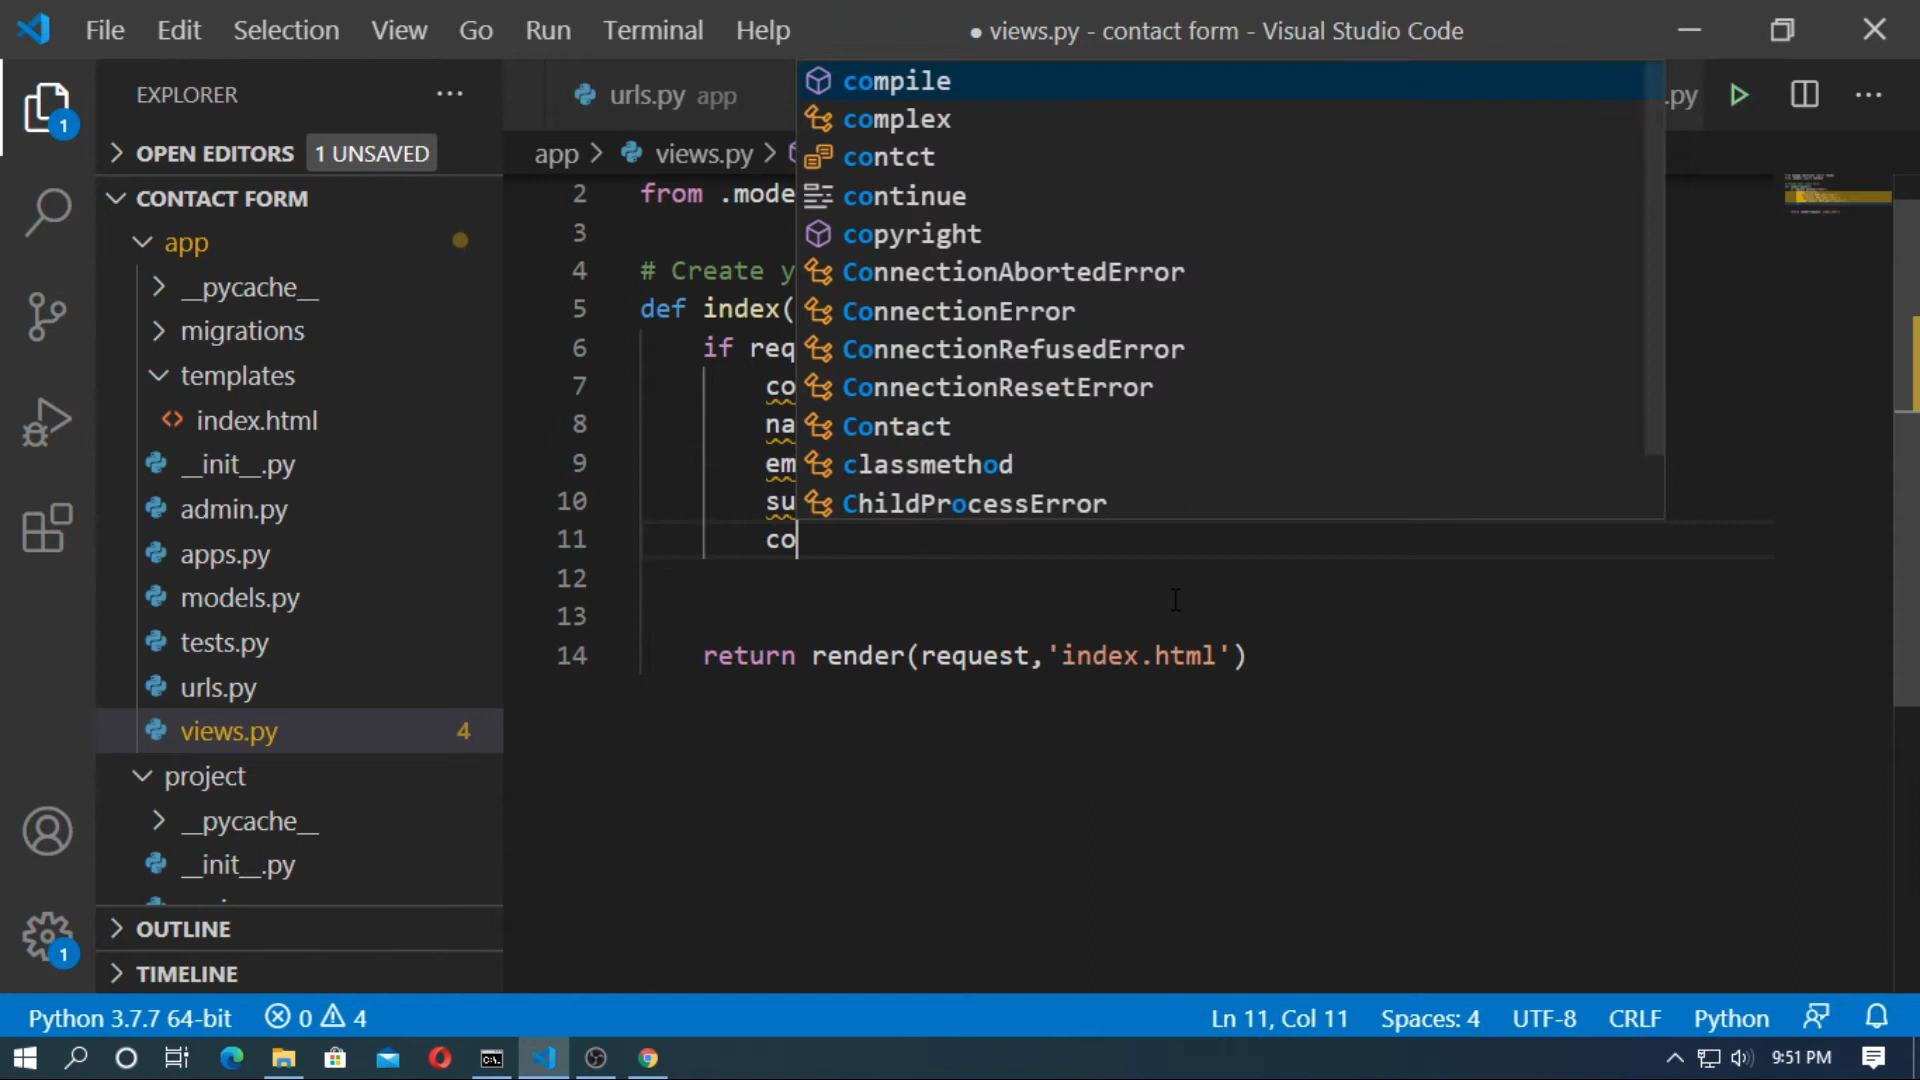 File Edit Selection View Go Run Terminal Help ● views.py - contact form - Visual Studio Code
EXPLORER ···
OPEN EDITORS 1 UNSAVED
CONTACT FORM
app
__pycache__
migrations
templates
<> index.html
__init__.py
admin.py
apps.py
models.py
tests.py
urls.py
views.py 4
project
__pycache__
__init__.py
OUTLINE
TIMELINE
1
1
urls.py app
.py
app > views.py >
2 from .mode
3
4 # Create y
5 def index(
6 if req
7 co
8 na
9 em
10 su
11 co
12
13
14 return render(request,'index.html')
compile
complex
contct
continue
copyright
ConnectionAbortedError
ConnectionError
ConnectionRefusedError
ConnectionResetError
Contact
classmethod
ChildProcessError
Python 3.7.7 64-bit 0 4 Ln 11, Col 11 Spaces: 4 UTF-8 CRLF Python
9:51 PM